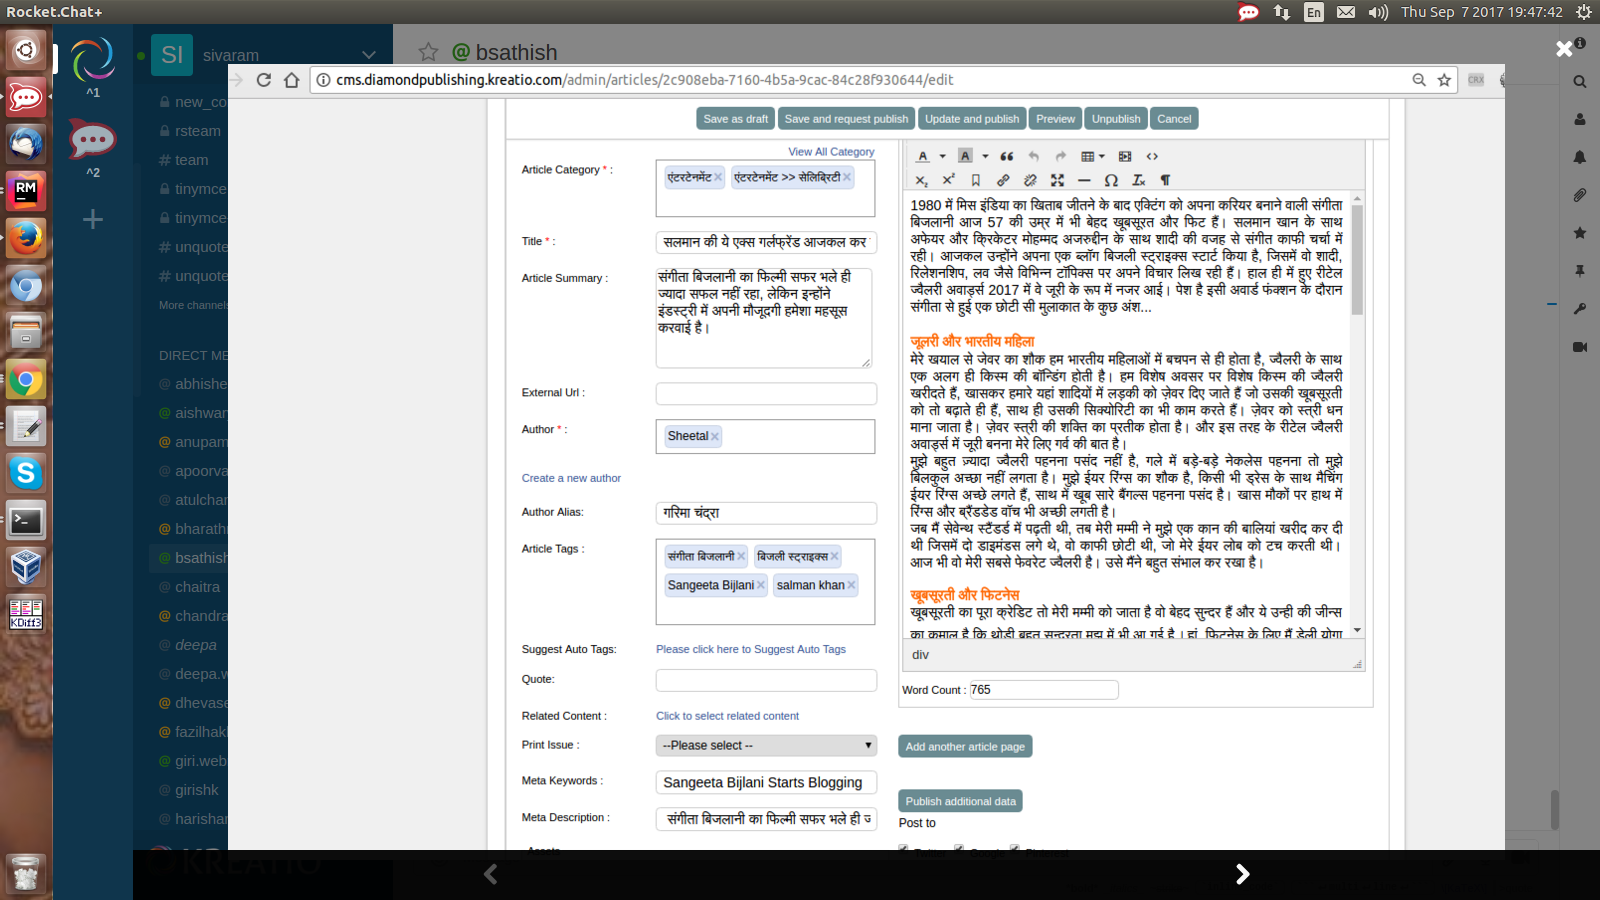 Rocket.Chat+
En
Thu Sep 7 2017 19:47:42
SI sivaram
@ bsathish
^1
^2
new_co
rsteam
# team
tinymce
tinymce
# unquote
# unquote
More channels
DIRECT ME
@ abhishe
@ aishwar
@ anupam
@ apoorva
@ atulchar
@ bharath
@ bsathish
@ chaitra
@ chandra
@ deepa
@ deepa.v
@ dhevase
@ fazilhak
@ giri.web
@ girishk
@ harishar
KREATIO
KDiff3
cms.diamondpublishing.kreatio.com/admin/articles/2c908eba-7160-4b5a-9cac-84c28f930644/edit
CRX
Save as draft Save and request publish Update and publish Preview Unpublish Cancel
View All Category
Article Category * :
एंटरटेनमेंट× एंटरटेनमेंट >> सेलिब्रिटी×
Title * :
सलमान की ये एक्स गर्लफ्रेंड आजकल कर
Article Summary :
संगीता बिजलानी का फिल्मी सफर भले ही
ज्यादा सफल नहीं रहा, लेकिन इन्होंने
इंडस्ट्री में अपनी मौजूदगी हमेशा महसूस
करवाई है।
External Url :
Author * :
Sheetal×
Create a new author
Author Alias:
गरिमा चंद्रा
Article Tags :
संगीता बिजलानी× बिजली स्ट्राइक्स×
Sangeeta Bijlani× salman khan×
Suggest Auto Tags:
Please click here to Suggest Auto Tags
Quote:
Related Content :
Click to select related content
Print Issue :
--Please select --
Meta Keywords :
Sangeeta Bijlani Starts Blogging
Meta Description :
संगीता बिजलानी का फिल्मी सफर भले ही ज
Assets
1980 में मिस इंडिया का खिताब जीतने के बाद एक्टिंग को अपना करियर बनाने वाली संगीता
बिजलानी आज 57 की उम्र में भी बेहद खूबसूरत और फिट हैं। सलमान खान के साथ
अफेयर और क्रिकेटर मोहम्मद अजरुद्दीन के साथ शादी की वजह से संगीत काफी चर्चा में
रही। आजकल उन्होंने अपना एक ब्लॉग बिजली स्ट्राइक्स स्टार्ट किया है, जिसमें वो शादी,
रिलेशनशिप, लव जैसे विभिन्न टॉपिक्स पर अपने विचार लिख रही हैं। हाल ही में हुए रीटेल
ज्वैलरी अवार्ड्स 2017 में वे जूरी के रूप में नजर आई। पेश है इसी अवार्ड फंक्शन के दौरान
संगीता से हुई एक छोटी सी मुलाकात के कुछ अंश...
जूलरी और भारतीय महिला
मेरे खयाल से जेवर का शौक हम भारतीय महिलाओं में बचपन से ही होता है, ज्वैलरी के साथ
एक अलग ही किस्म की बॉन्डिंग होती है। हम विशेष अवसर पर विशेष किस्म की ज्वैलरी
खरीदते हैं, खासकर हमारे यहां शादियों में लड़की को ज़ेवर दिए जाते हैं जो उसकी खूबसूरती
को तो बढ़ाते ही हैं, साथ ही उसकी सिक्योरिटी का भी काम करते हैं। ज़ेवर को स्त्री धन
माना जाता है। ज़ेवर स्त्री की शक्ति का प्रतीक होता है। और इस तरह के रीटेल ज्वैलरी
अवार्ड्स में जूरी बनना मेरे लिए गर्व की बात है।
मुझे बहुत ज़्यादा ज्वैलरी पहनना पसंद नहीं है, गले में बड़े-बड़े नेकलेस पहनना तो मुझे
बिलकुल अच्छा नहीं लगता है। मुझे ईयर रिंग्स का शौक है, किसी भी ड्रेस के साथ मैचिंग
ईयर रिंग्स अच्छे लगते हैं, साथ में खूब सारे बैंगल्स पहनना पसंद है। खास मौकों पर हाथ में
रिंग्स और ब्रैंडडेड वॉच भी अच्छी लगती है।
जब मैं सेवेन्थ स्टैंडर्ड में पढ़ती थी, तब मेरी मम्मी ने मुझे एक कान की बालियां खरीद कर दी
थी जिसमें दो डाइमंडस लगे थे, वो काफी छोटी थी, जो मेरे ईयर लोब को टच करती थी।
आज भी वो मेरी सबसे फेवरेट ज्वैलरी है। उसे मैंने बहुत संभाल कर रखा है।
खूबसूरती और फिटनेस
खूबसूरती का पूरा क्रेडिट तो मेरी मम्मी को जाता है वो बेहद सुन्दर हैं और ये उन्ही की जीन्स
का कमाल है कि थोड़ी बहुत सुन्दरता मुझ में भी आ गई है। हां, फिटनेस के लिए मैं डेली योगा
div
Word Count : 765
Add another article page
Publish additional data
Post to